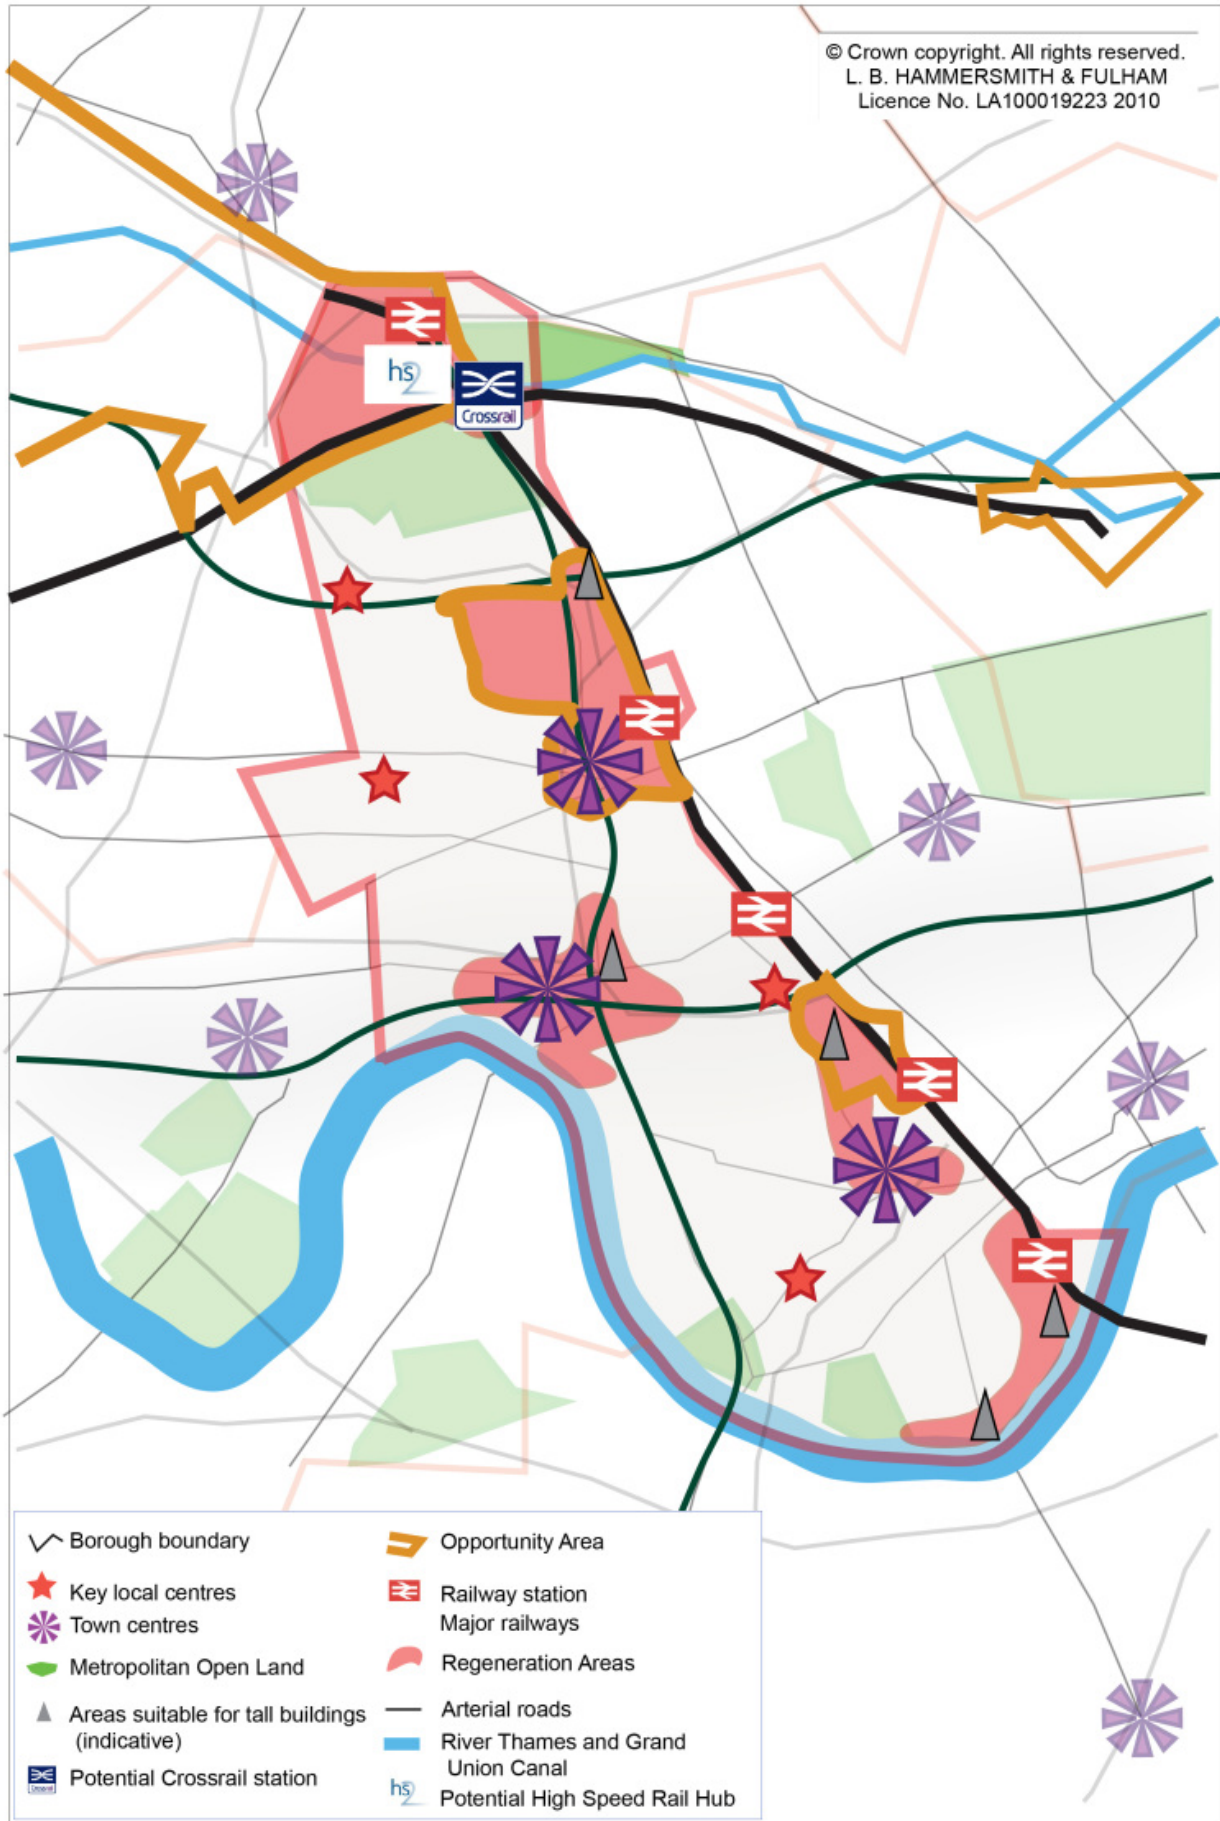 © Crown copyright. All rights reserved.
L. B. HAMMERSMITH & FULHAM
Licence No. LA100019223 2010
hs2
Crossrail
Borough boundary
Key local centres
Town centres
Metropolitan Open Land
Areas suitable for tall buildings
(indicative)
Crossrail
Potential Crossrail station
Opportunity Area
Railway station
Major railways
Regeneration Areas
Arterial roads
River Thames and Grand
Union Canal
hs2
Potential High Speed Rail Hub